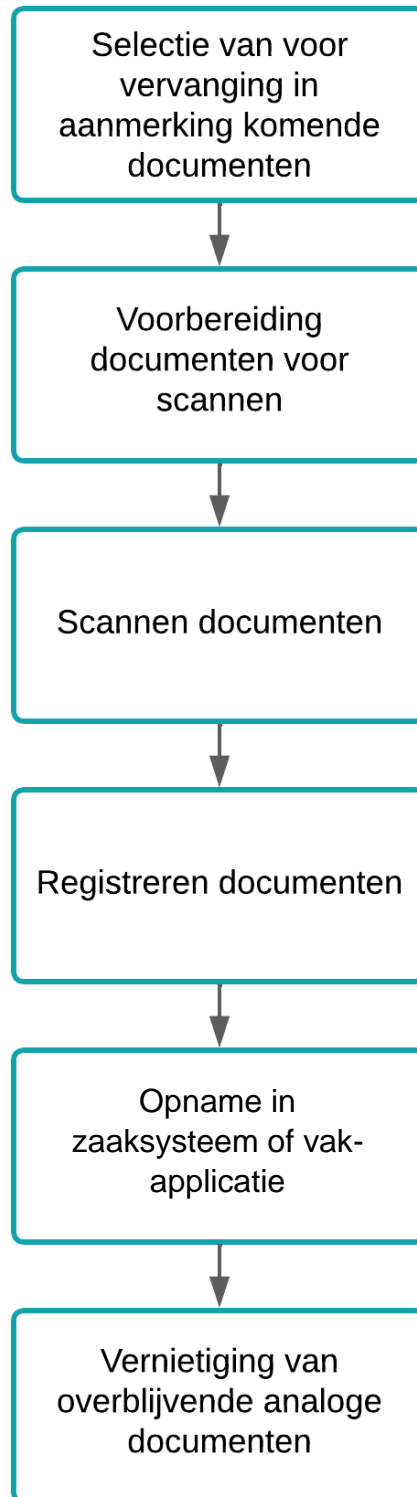 Selectie van voor
vervanging in
aanmerking komende
documenten
Voorbereiding
documenten voor
scannen
Scannen documenten
Registreren documenten
Opname in
zaaksysteem of vak-
applicatie
Vernietiging van
overblijvende analoge
documenten